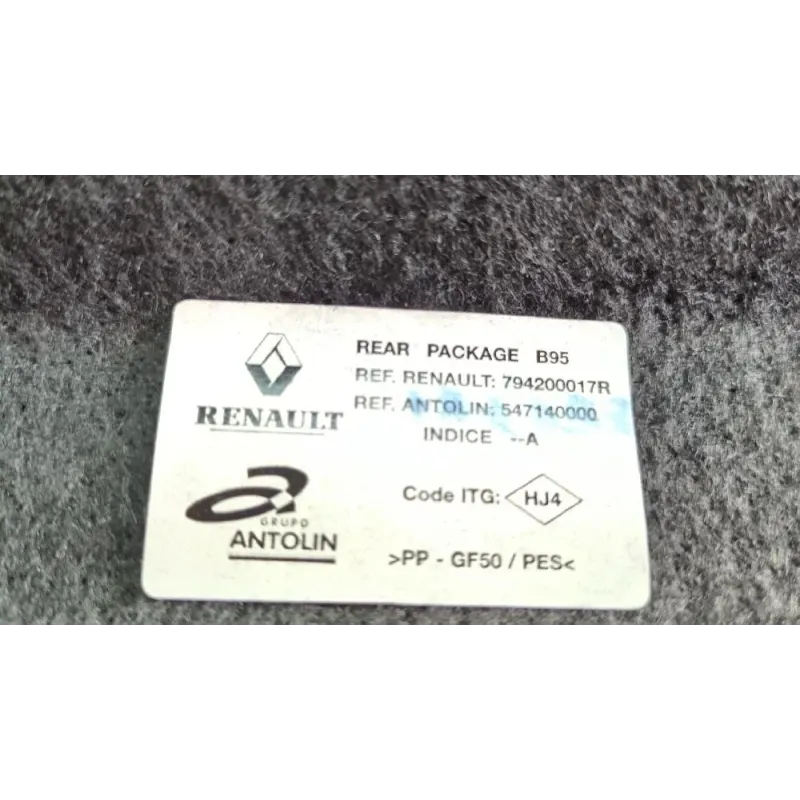 RENAULT
GRUPO
ANTOLIN
REAR PACKAGE B95
REF. RENAULT: 794200017R
REF. ANTOLIN: 547140000
INDICE --A
Code ITG: HJ4
>PP - GF50 / PES<